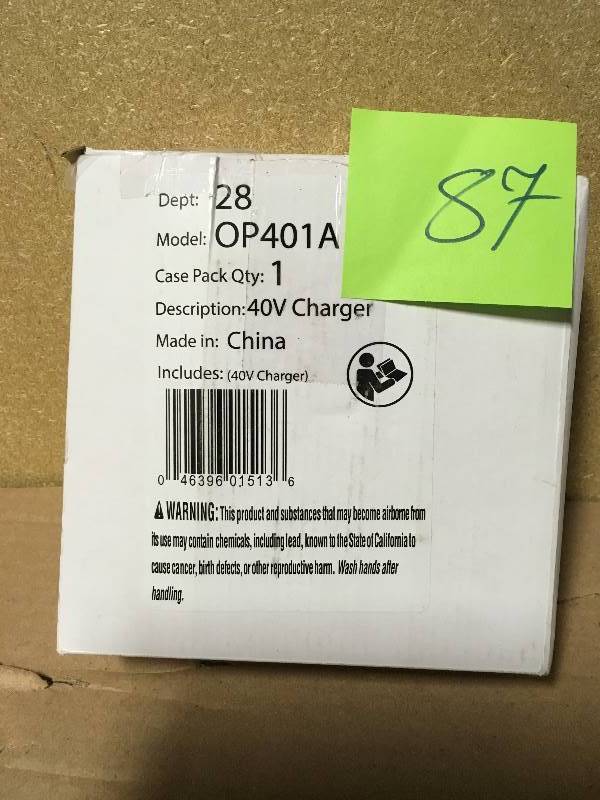 87
Dept: 28
Model: OP401A
Case Pack Qty: 1
Description: 40V Charger
Made in: China
Includes: (40V Charger)
0 46396 01513 6
⚠ WARNING: This product and substances that may become airborne from
its use may contain chemicals, including lead, known to the State of California to
cause cancer, birth defects, or other reproductive harm. Wash hands after
handling.